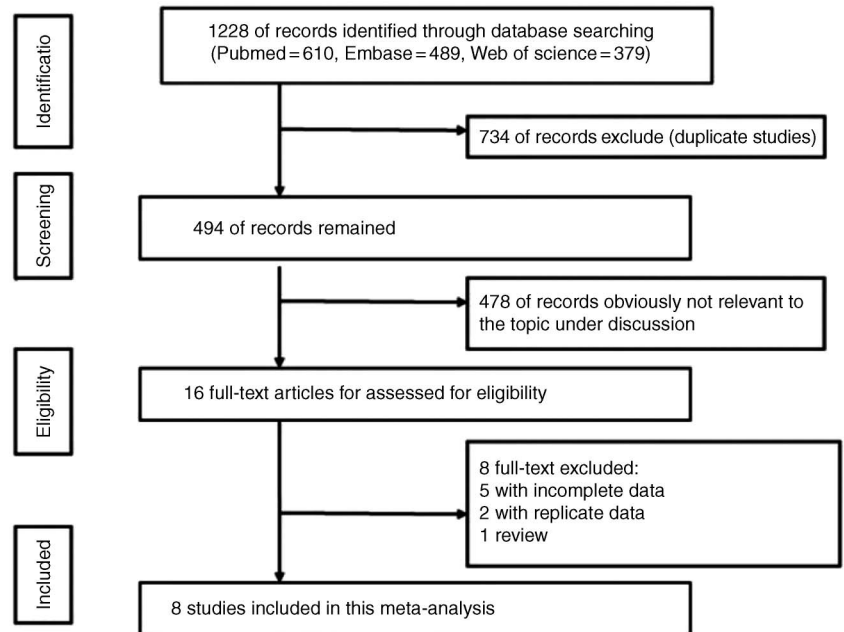 Identificatio
1228 of records identified through database searching
(Pubmed=610, Embase=489, Web of science=379)
734 of records exclude (duplicate studies)
Screening
494 of records remained
478 of records obviously not relevant to
the topic under discussion
Eligibility
16 full-text articles for assessed for eligibility
8 full-text excluded:
5 with incomplete data
2 with replicate data
1 review
Included
8 studies included in this meta-analysis